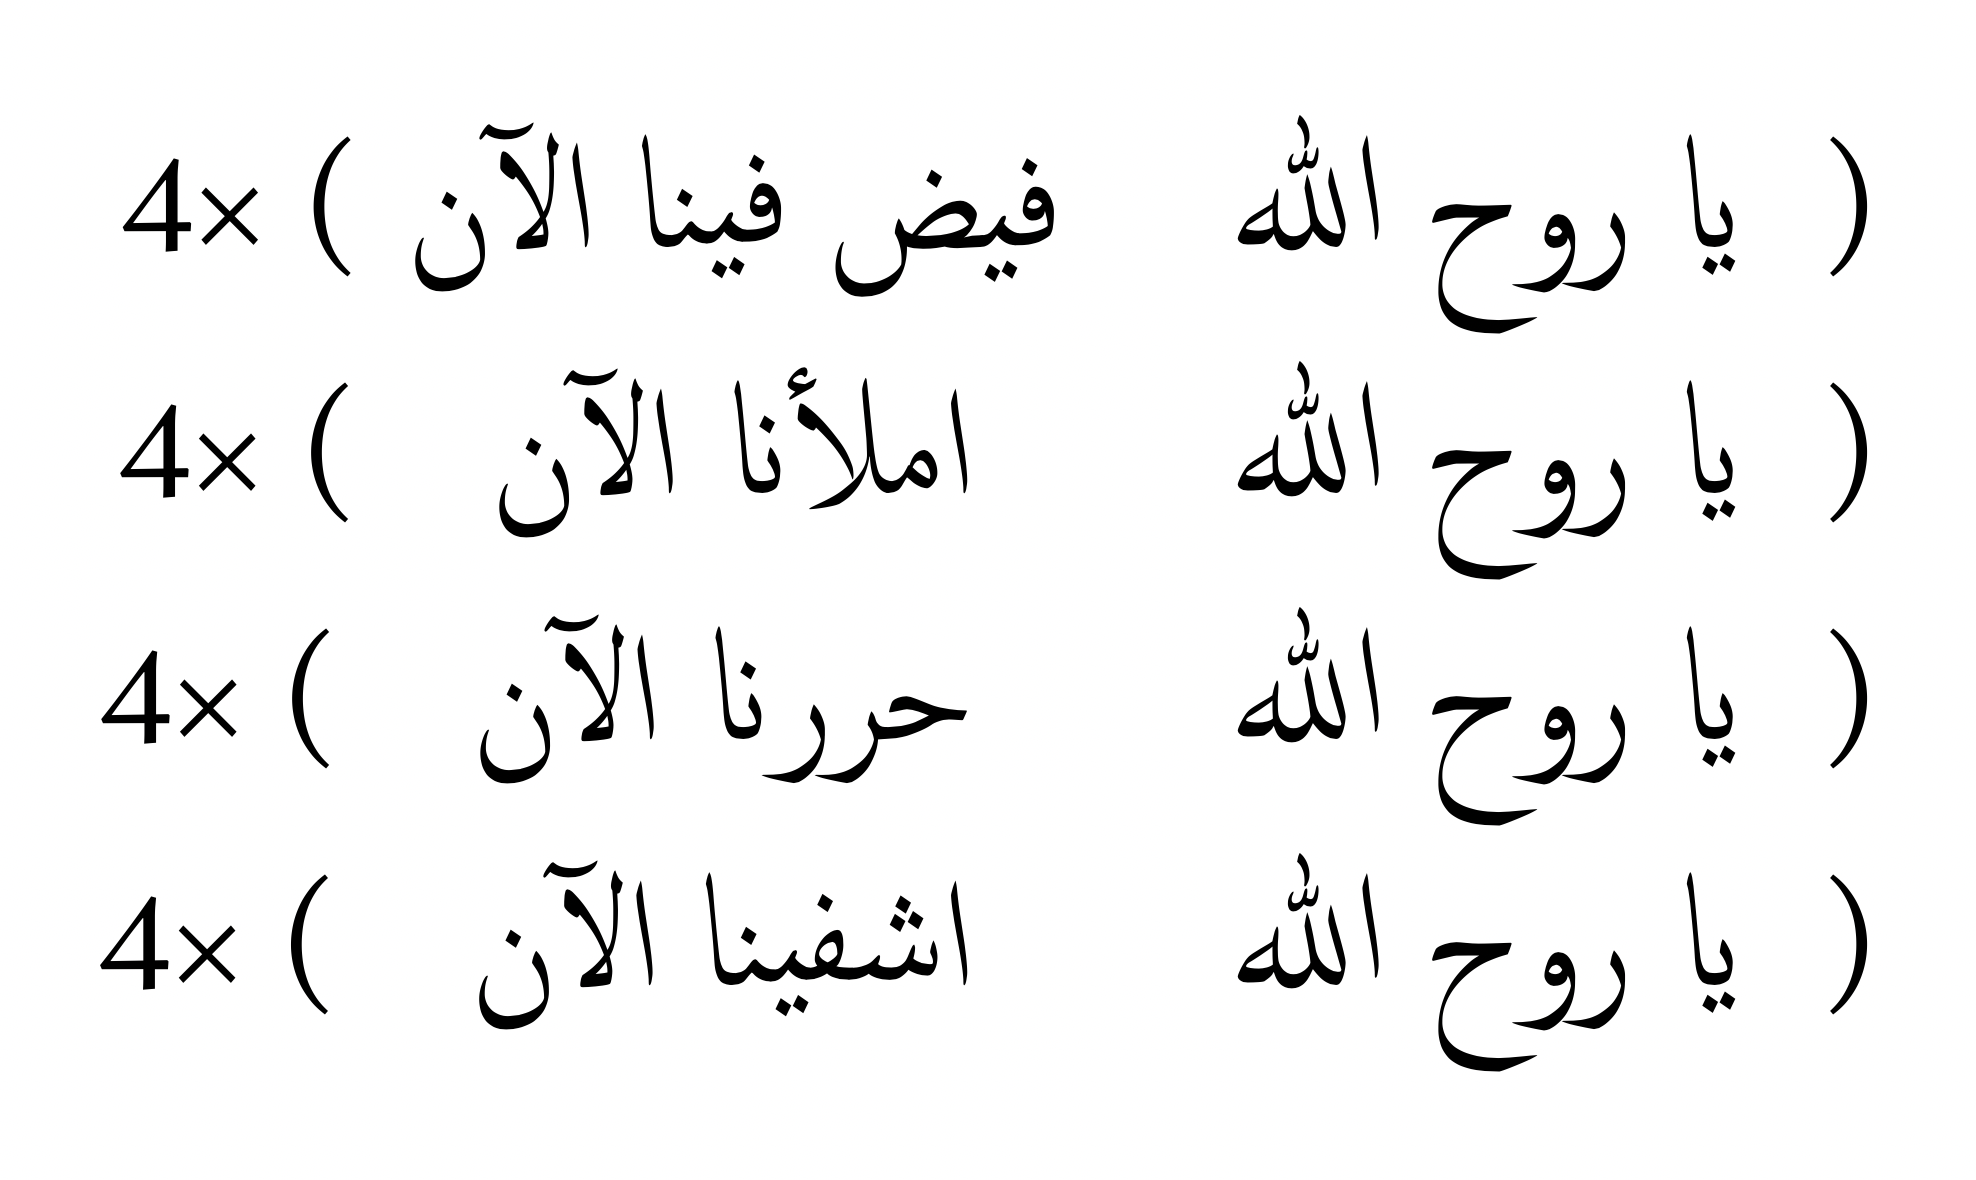 ( يا روح الله فيض فينا الآن ) ×4
( يا روح الله املأنا الآن ) ×4
( يا روح الله حررنا الآن ) ×4
( يا روح الله اشفينا الآن ) ×4